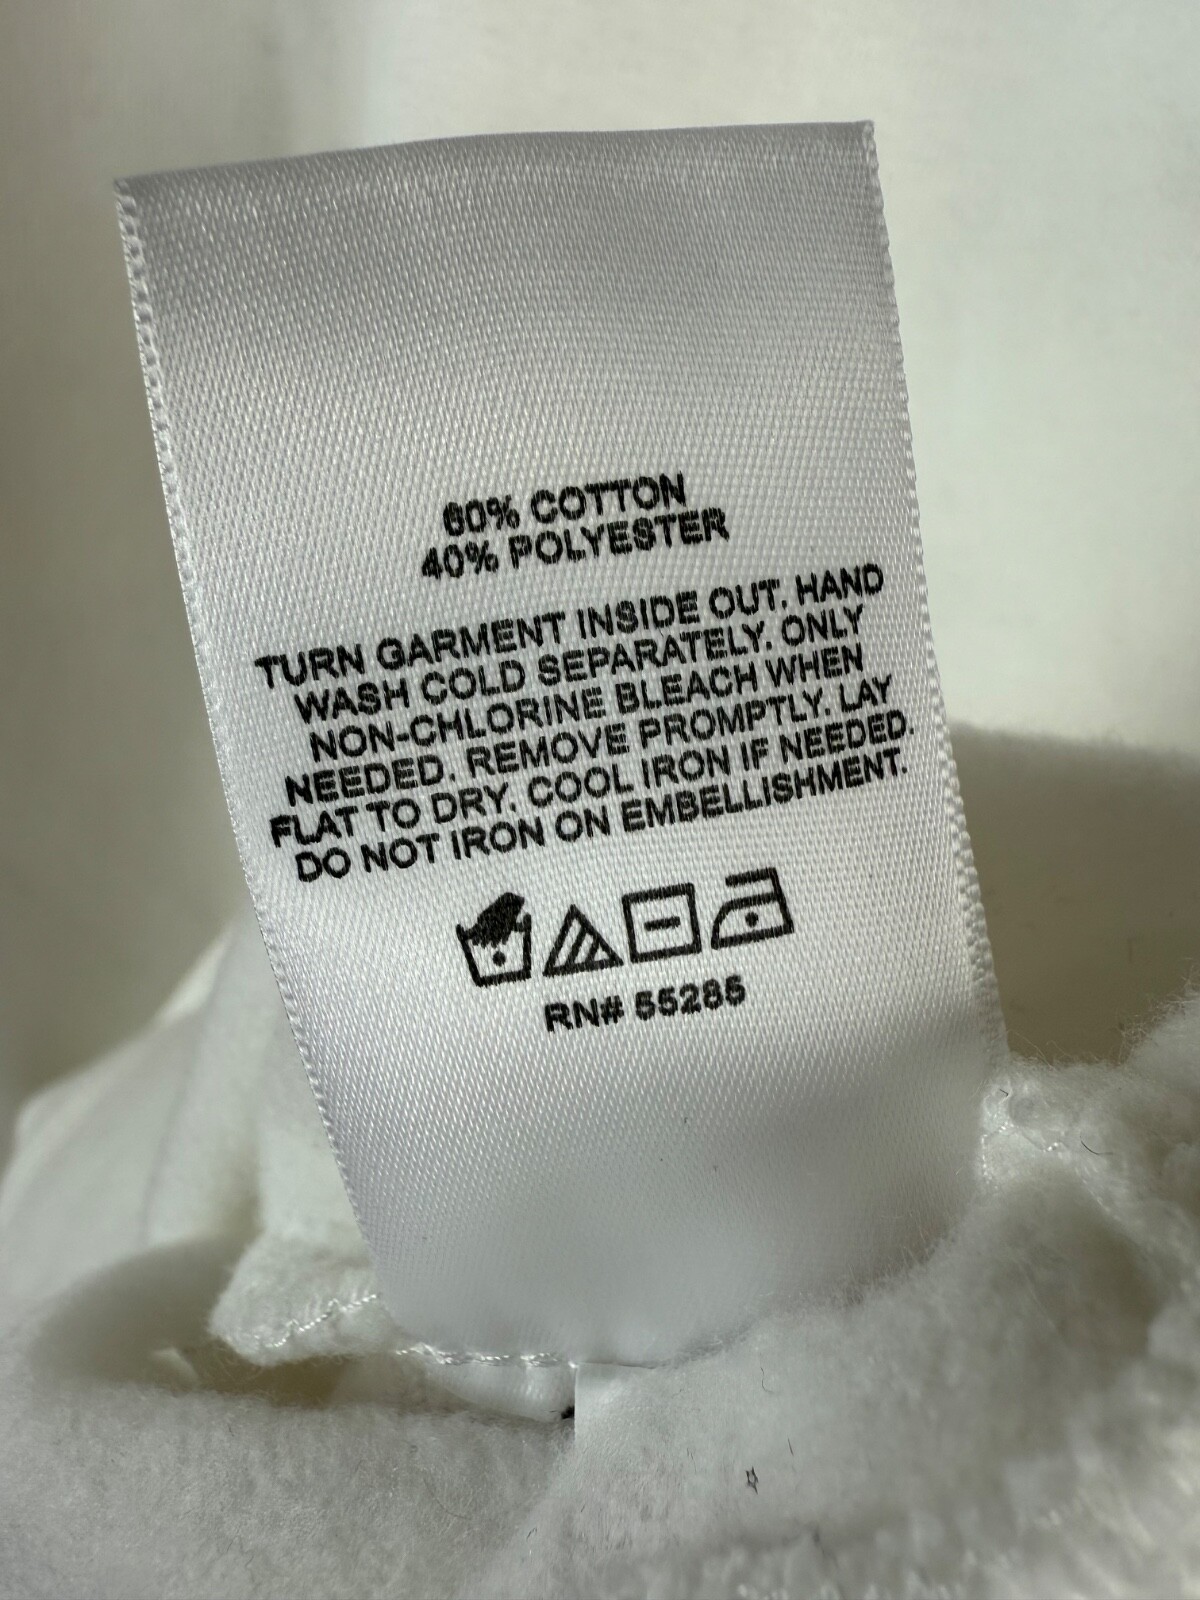 60% COTTON
40% POLYESTER
TURN GARMENT INSIDE OUT. HAND
WASH COLD SEPARATELY. ONLY
NON-CHLORINE BLEACH WHEN
NEEDED. REMOVE PROMPTLY. LAY
FLAT TO DRY. COOL IRON IF NEEDED.
DO NOT IRON ON EMBELLISHMENT.
RN# 55285